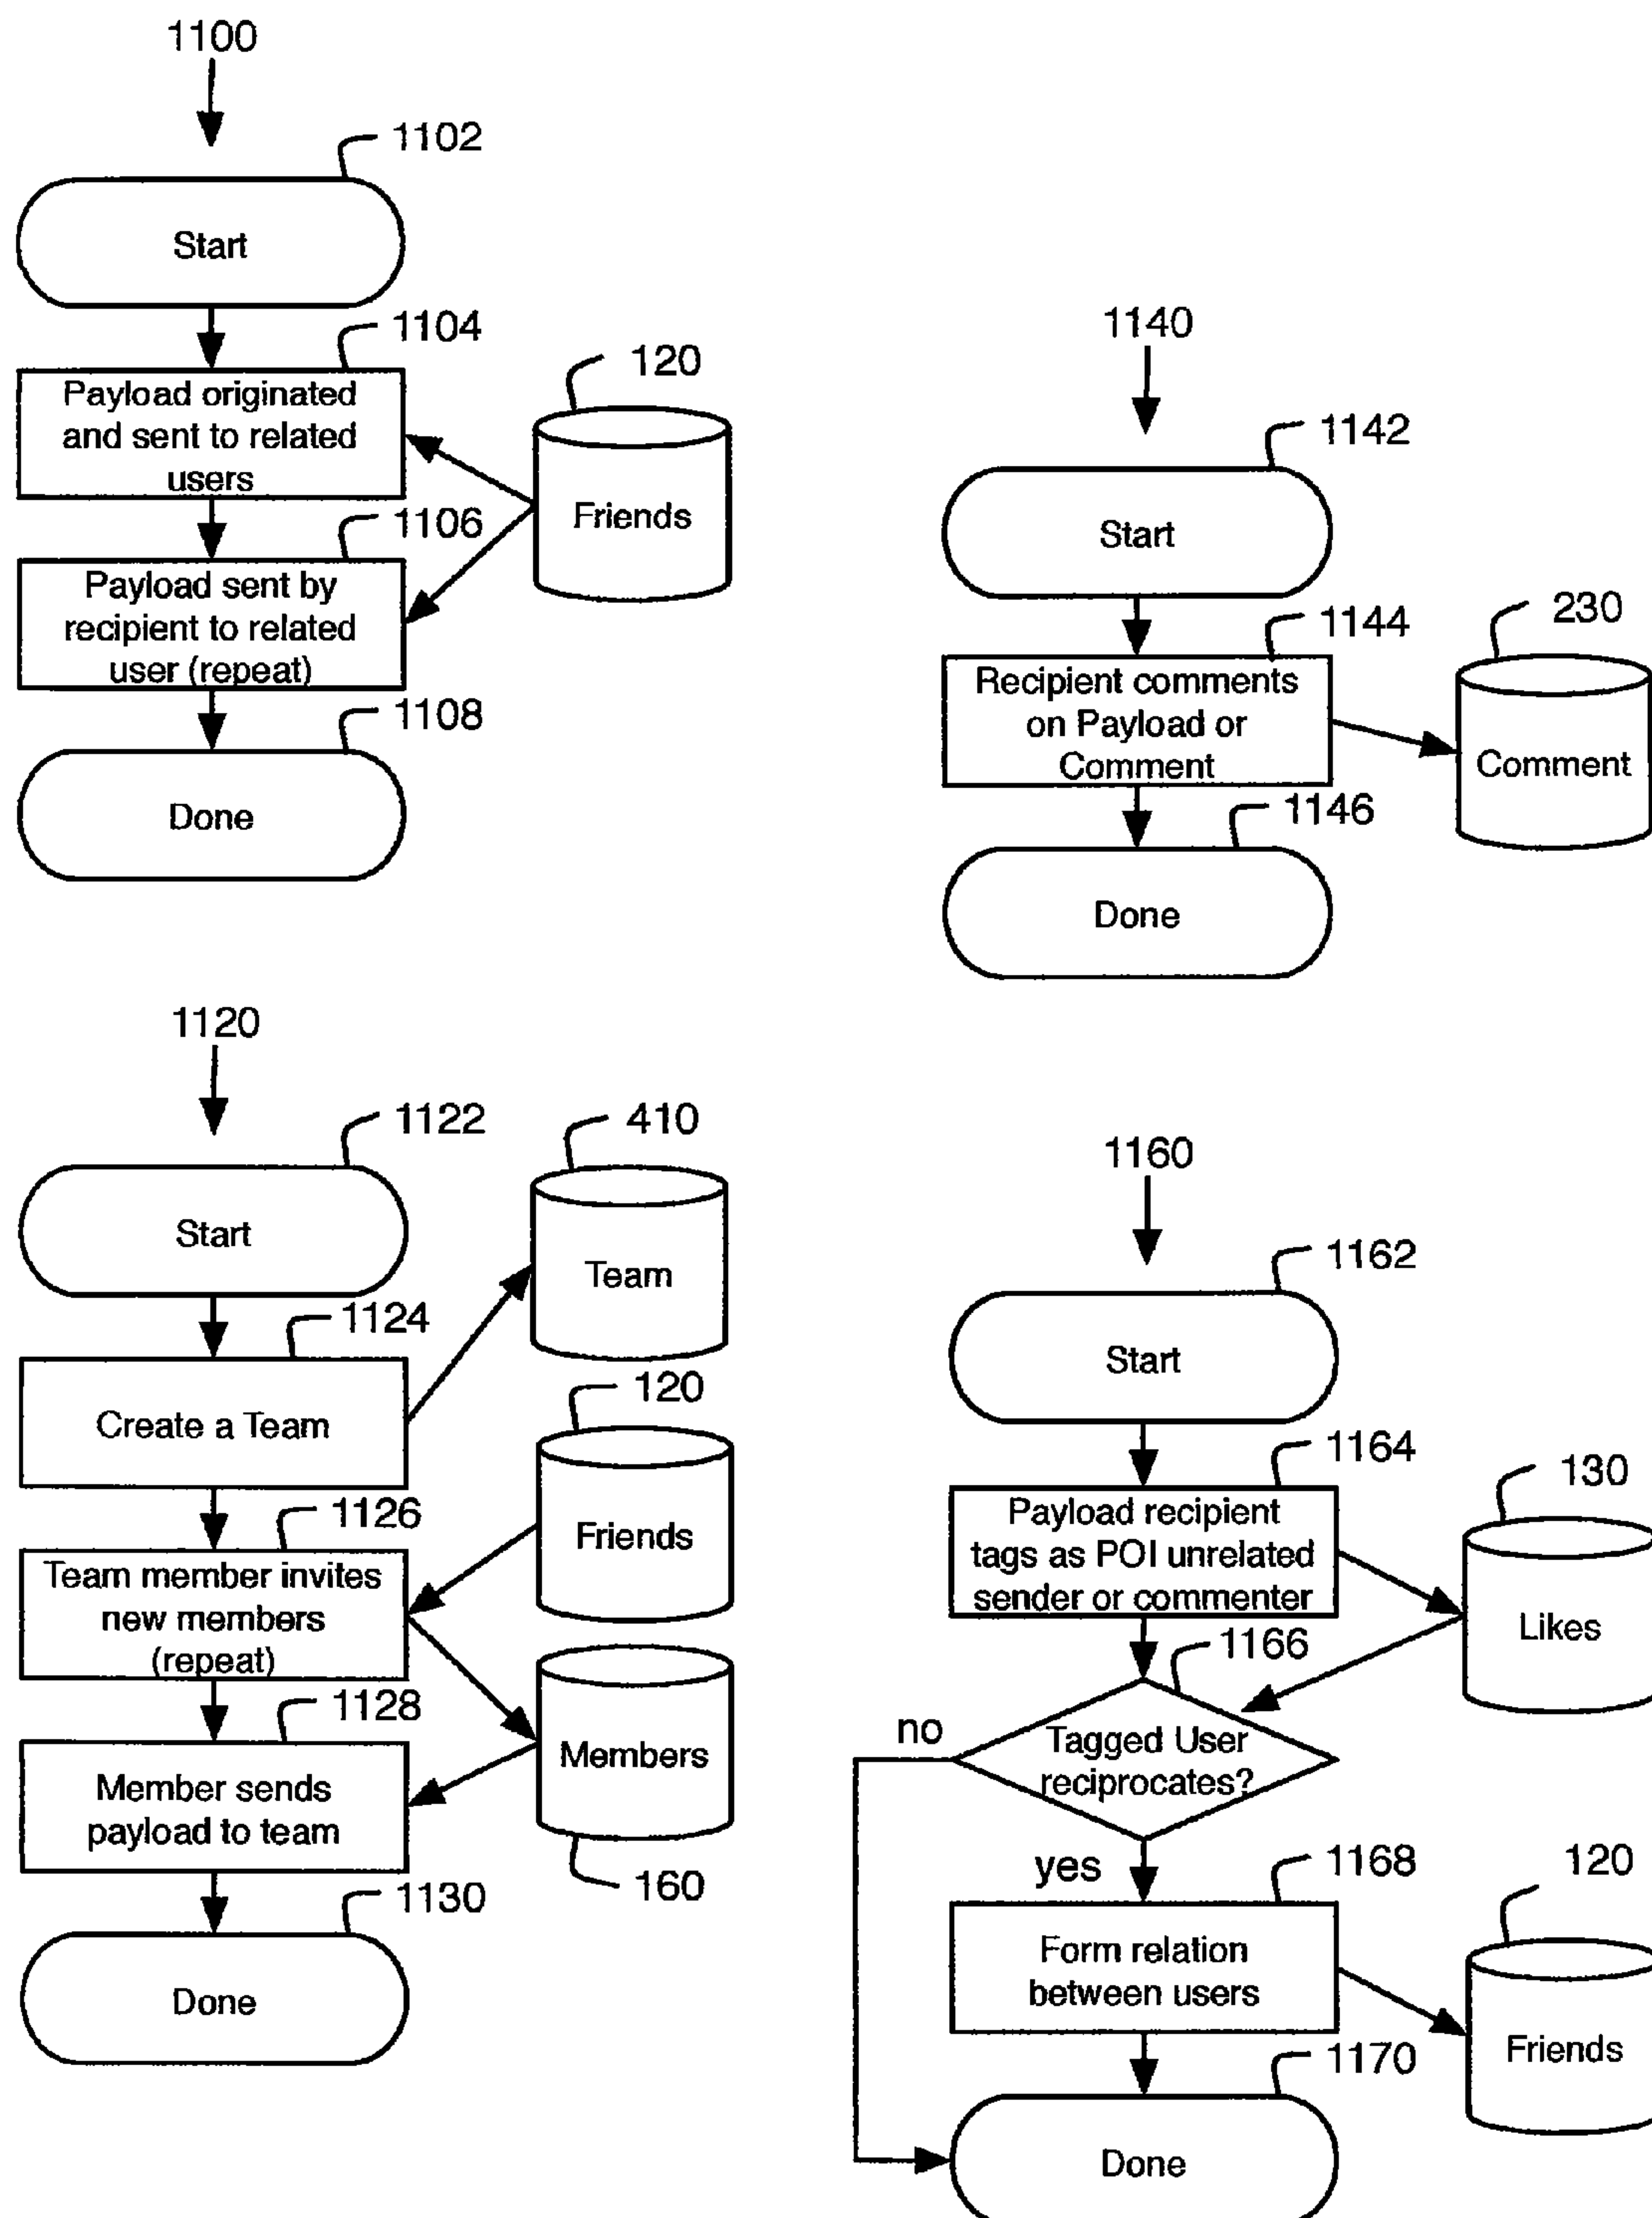 1100
1102
Start
1104
Payload originated
and sent to related
users
120
Friends
1106
Payload sent by
recipient to related
user (repeat)
1108
Done
1140
1142
Start
1144
Recipient comments
on Payload or
Comment
230
Comment
1146
Done
1120
1122
Start
410
Team
1124
Create a Team
120
Friends
1126
Team member invites
new members
(repeat)
Members
160
1128
Member sends
payload to team
1130
Done
1160
1162
Start
1164
Payload recipient
tags as POI unrelated
sender or commenter
130
Likes
1166
Tagged User
reciprocates?
no
yes
1168
Form relation
between users
120
Friends
1170
Done